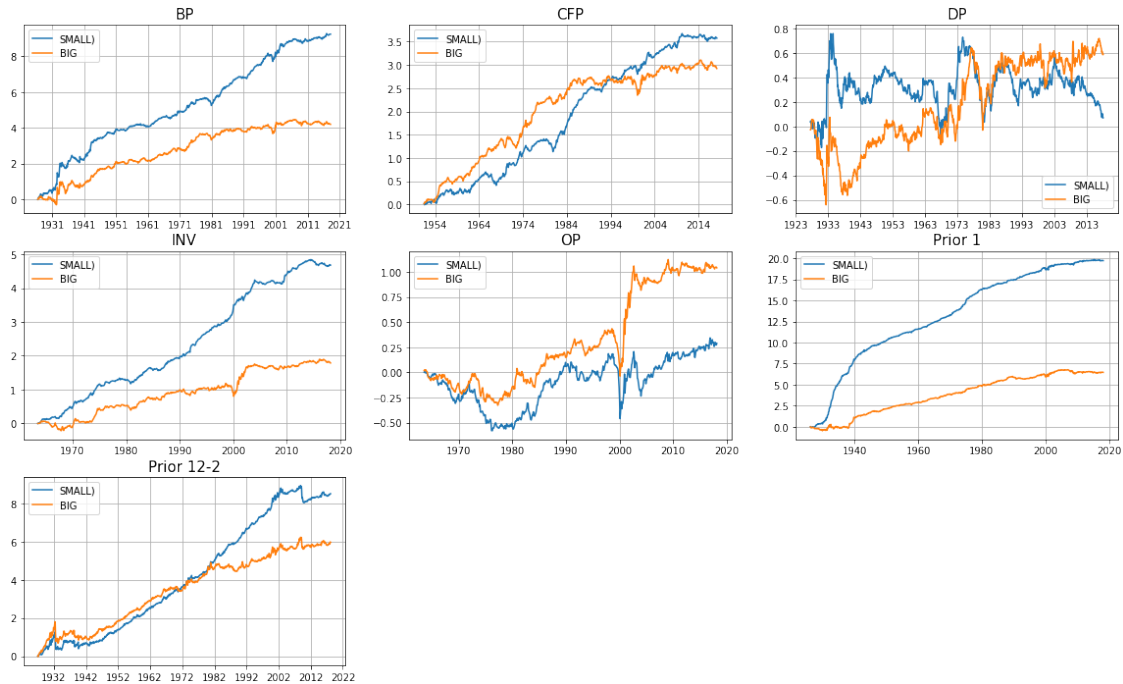 BP
SMALL)
BIG
8
6
4
2
0
1931 1941 1951 1961 1971 1981 1991 2001 2011 2021
CFP
SMALL)
BIG
3.5
3.0
2.5
2.0
1.5
1.0
0.5
0.0
1954 1964 1974 1984 1994 2004 2014
DP
0.8
0.6
0.4
0.2
0.0
−0.2
−0.4
−0.6
SMALL)
BIG
1923 1933 1943 1953 1963 1973 1983 1993 2003 2013
INV
SMALL)
BIG
5
4
3
2
1
0
1970 1980 1990 2000 2010
OP
SMALL)
BIG
1.00
0.75
0.50
0.25
0.00
−0.25
−0.50
1970 1980 1990 2000 2010 2020
Prior 1
SMALL)
BIG
20.0
17.5
15.0
12.5
10.0
7.5
5.0
2.5
0.0
1940 1960 1980 2000 2020
Prior 12-2
SMALL)
BIG
8
6
4
2
0
1932 1942 1952 1962 1972 1982 1992 2002 2012 2022